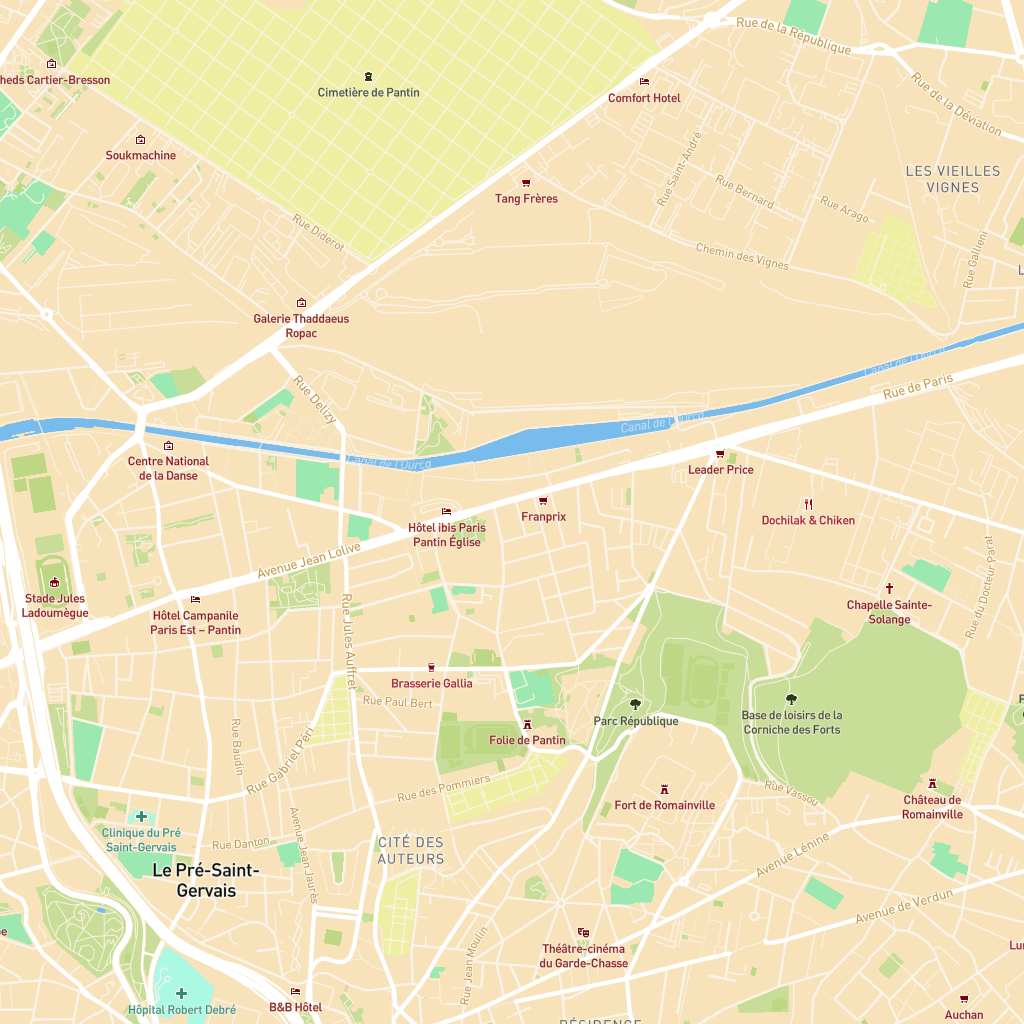 Rue de la République
heds Cartier-Bresson
Cimetière de Pantin
Comfort Hotel
Rue de la Déviation
Soukmachine
Rue Saint-André
LES VIEILLES
VIGNES
Tang Frères
Rue Bernard
Rue Arago
Rue Diderot
Chemin des Vignes
Rue Gallieni
L
Galerie Thaddaeus
Ropac
Canal de l'Ourcq
Rue de Paris
Rue Delizy
Canal de l'Ourcq
Centre National
de la Danse
Canal de l'Ourcq
Leader Price
Franprix
Dochilak & Chiken
Hôtel ibis Paris
Pantin Église
Avenue Jean Lolive
Rue du Docteur Parat
Stade Jules
Ladoumègue
Hôtel Campanile
Paris Est – Pantin
Chapelle Sainte-
Solange
Rue Jules Auffret
Brasserie Gallia
Rue Paul Bert
Parc République
Base de loisirs de la
Corniche des Forts
F
Folie de Pantin
Rue Baudin
Rue Gabriel Péri
Rue des Pommiers
Fort de Romainville
Rue Vassou
Château de
Romainville
Clinique du Pré
Saint-Gervais
Rue Danton
Avenue Jean Jaurès
CITÉ DES
AUTEURS
Avenue Lénine
Le Pré-Saint-
Gervais
Avenue de Verdun
Rue Jean Moulin
Théâtre-cinéma
du Garde-Chasse
Lu
B&B Hôtel
Hôpital Robert Debré
Auchan
RÉSIDENCE